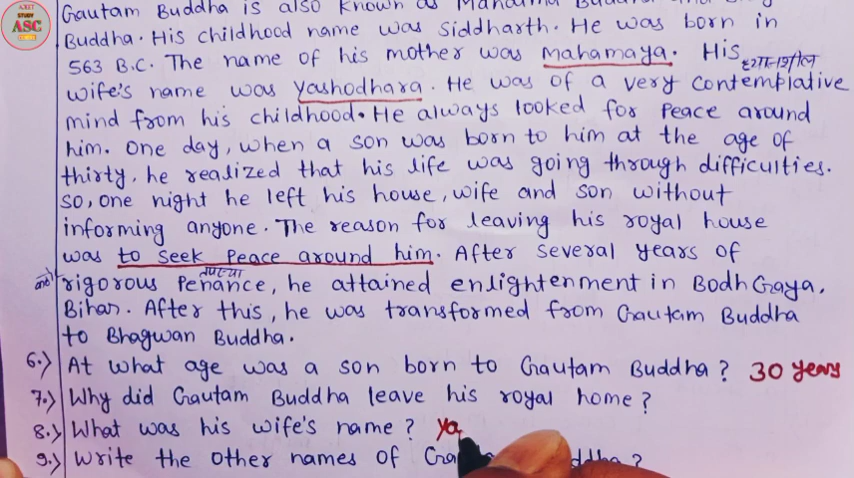 AJIT
STUDY
ASC
Gautam Buddha is also known as Mahatma Buddha and
Buddha. His childhood name was Siddharth. He was born in
563 B.C. The name of his mother was Mahamaya. His
wife's name was Yashodhara. He was of a very contemplative
mind from his childhood. He always looked for peace around
him. One day, when a son was born to him at the age of
thirty, he realized that his life was going through difficulties.
So, one night he left his house, wife and son without
informing anyone. The reason for leaving his royal house
was to seek peace around him. After several years of
तपस्या
rigorous Penance, he attained enlightenment in BodhGaya,
Bihar. After this, he was transformed from Gautam Buddha
to Bhagwan Buddha.
6.) At what age was a son born to Gautam Buddha? 30 years
7.) Why did Gautam Buddha leave his royal home?
8.) What was his wife's name? Ya
9.) Write the other names of